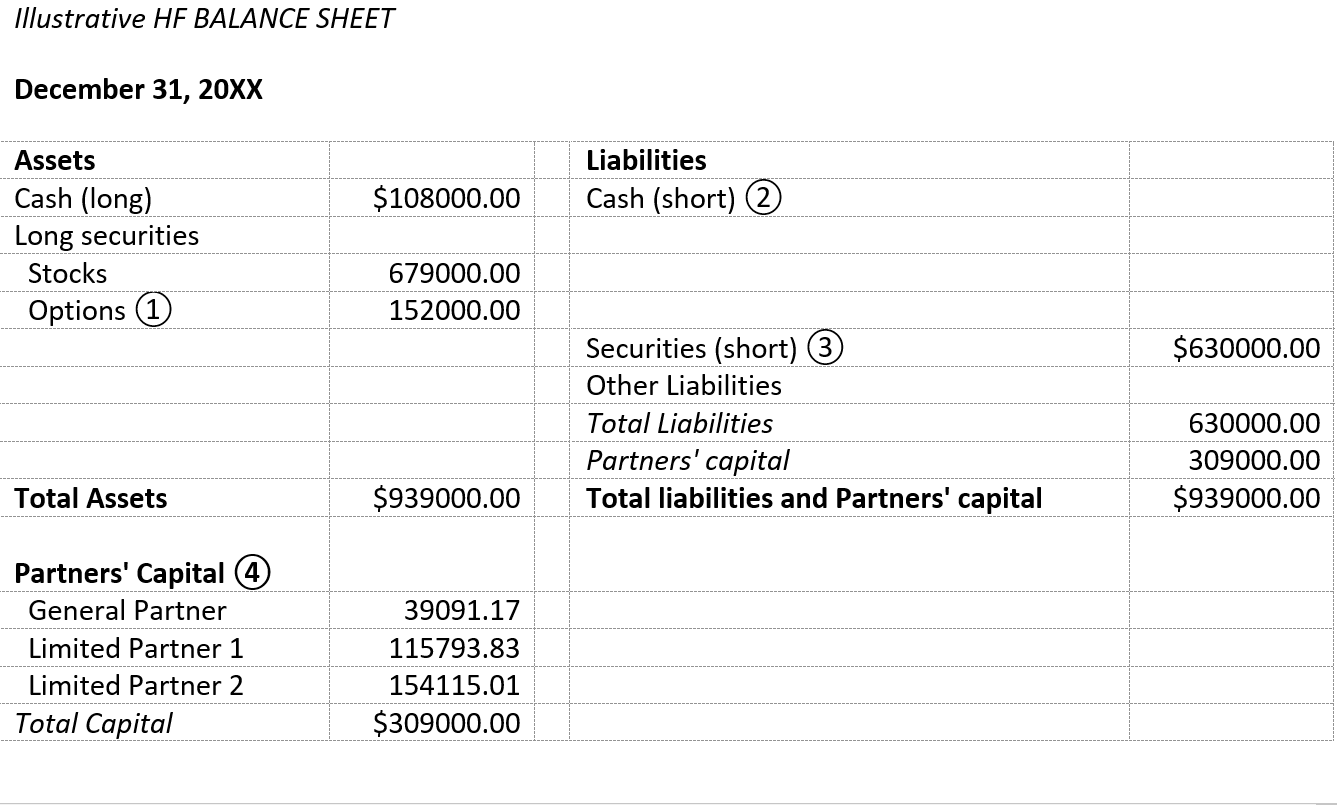 Illustrative HF BALANCE SHEET
December 31, 20XX
Assets Liabilities
Cash (long) $108000.00 Cash (short) ②
Long securities
Stocks 679000.00
Options ① 152000.00
Securities (short) ③ $630000.00
Other Liabilities
Total Liabilities 630000.00
Partners' capital 309000.00
Total Assets $939000.00 Total liabilities and Partners' capital $939000.00
Partners' Capital ④
General Partner 39091.17
Limited Partner 1 115793.83
Limited Partner 2 154115.01
Total Capital $309000.00